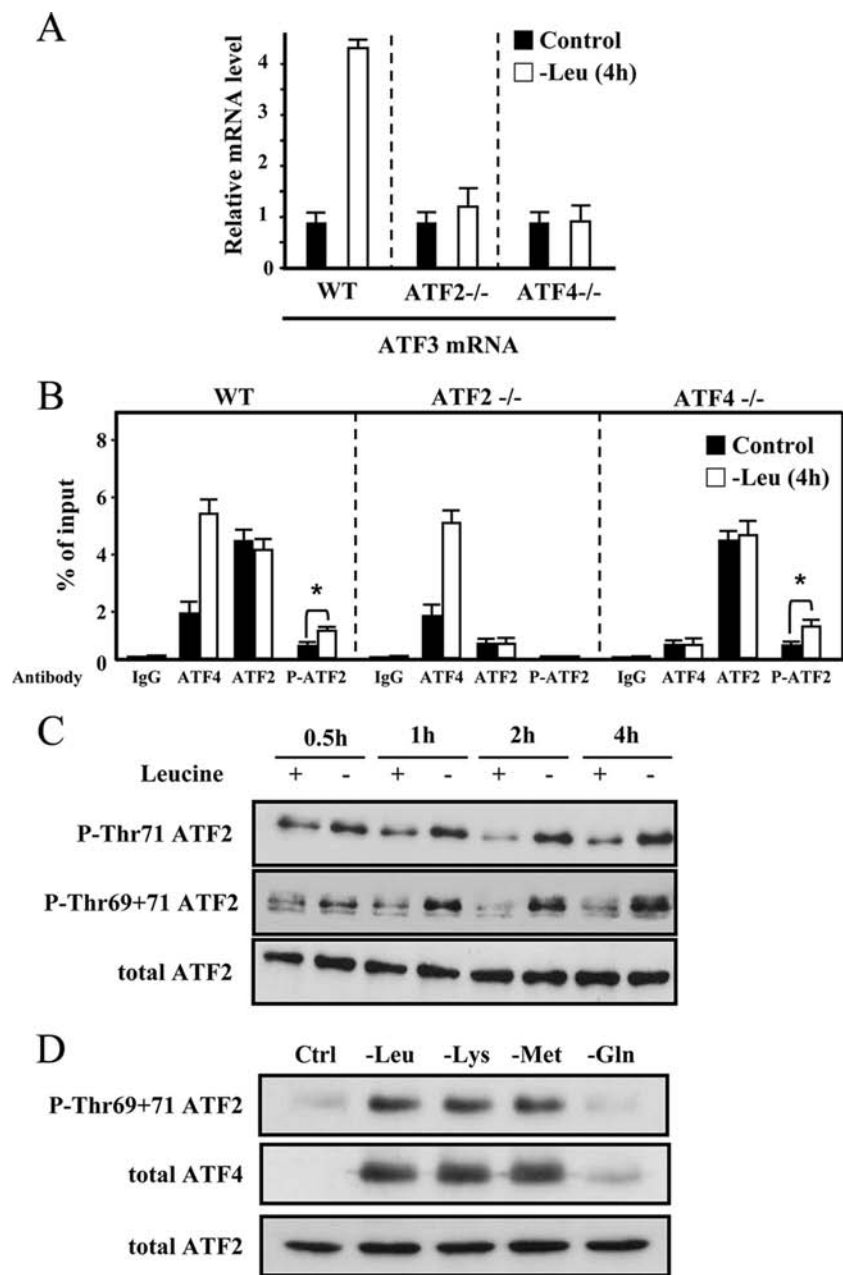 A
Relative mRNA level
4
3
2
1
0
Control
-Leu (4h)
WT ATF2-/- ATF4-/-
ATF3 mRNA
B
WT ATF2 -/- ATF4 -/-
% of input
8
6
4
2
0
Control
-Leu (4h)
* *
Antibody IgG ATF4 ATF2 P-ATF2 IgG ATF4 ATF2 P-ATF2 IgG ATF4 ATF2 P-ATF2
C
0.5h 1h 2h 4h
Leucine + - + - + - + -
P-Thr71 ATF2
P-Thr69+71 ATF2
total ATF2
D
Ctrl -Leu -Lys -Met -Gln
P-Thr69+71 ATF2
total ATF4
total ATF2